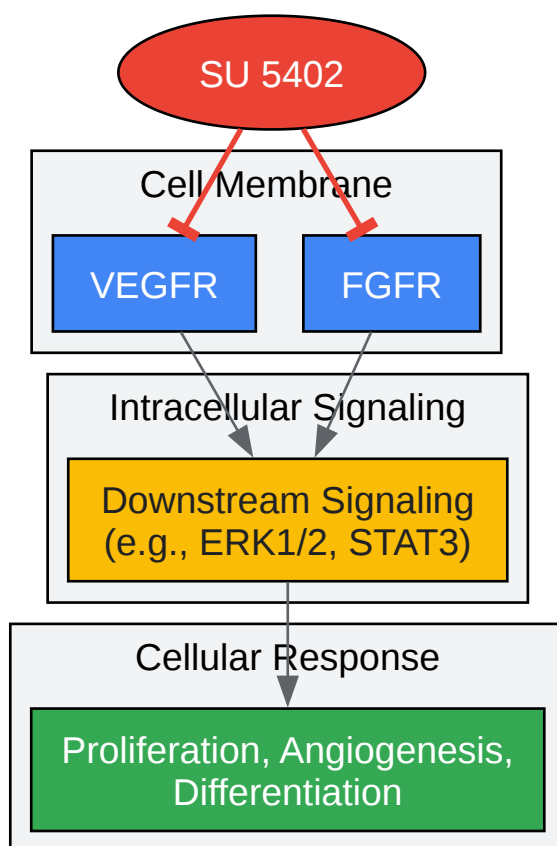 SU 5402
Cell Membrane
VEGFR
FGFR
Intracellular Signaling
Downstream Signaling
(e.g., ERK1/2, STAT3)
Cellular Response
Proliferation, Angiogenesis,
Differentiation